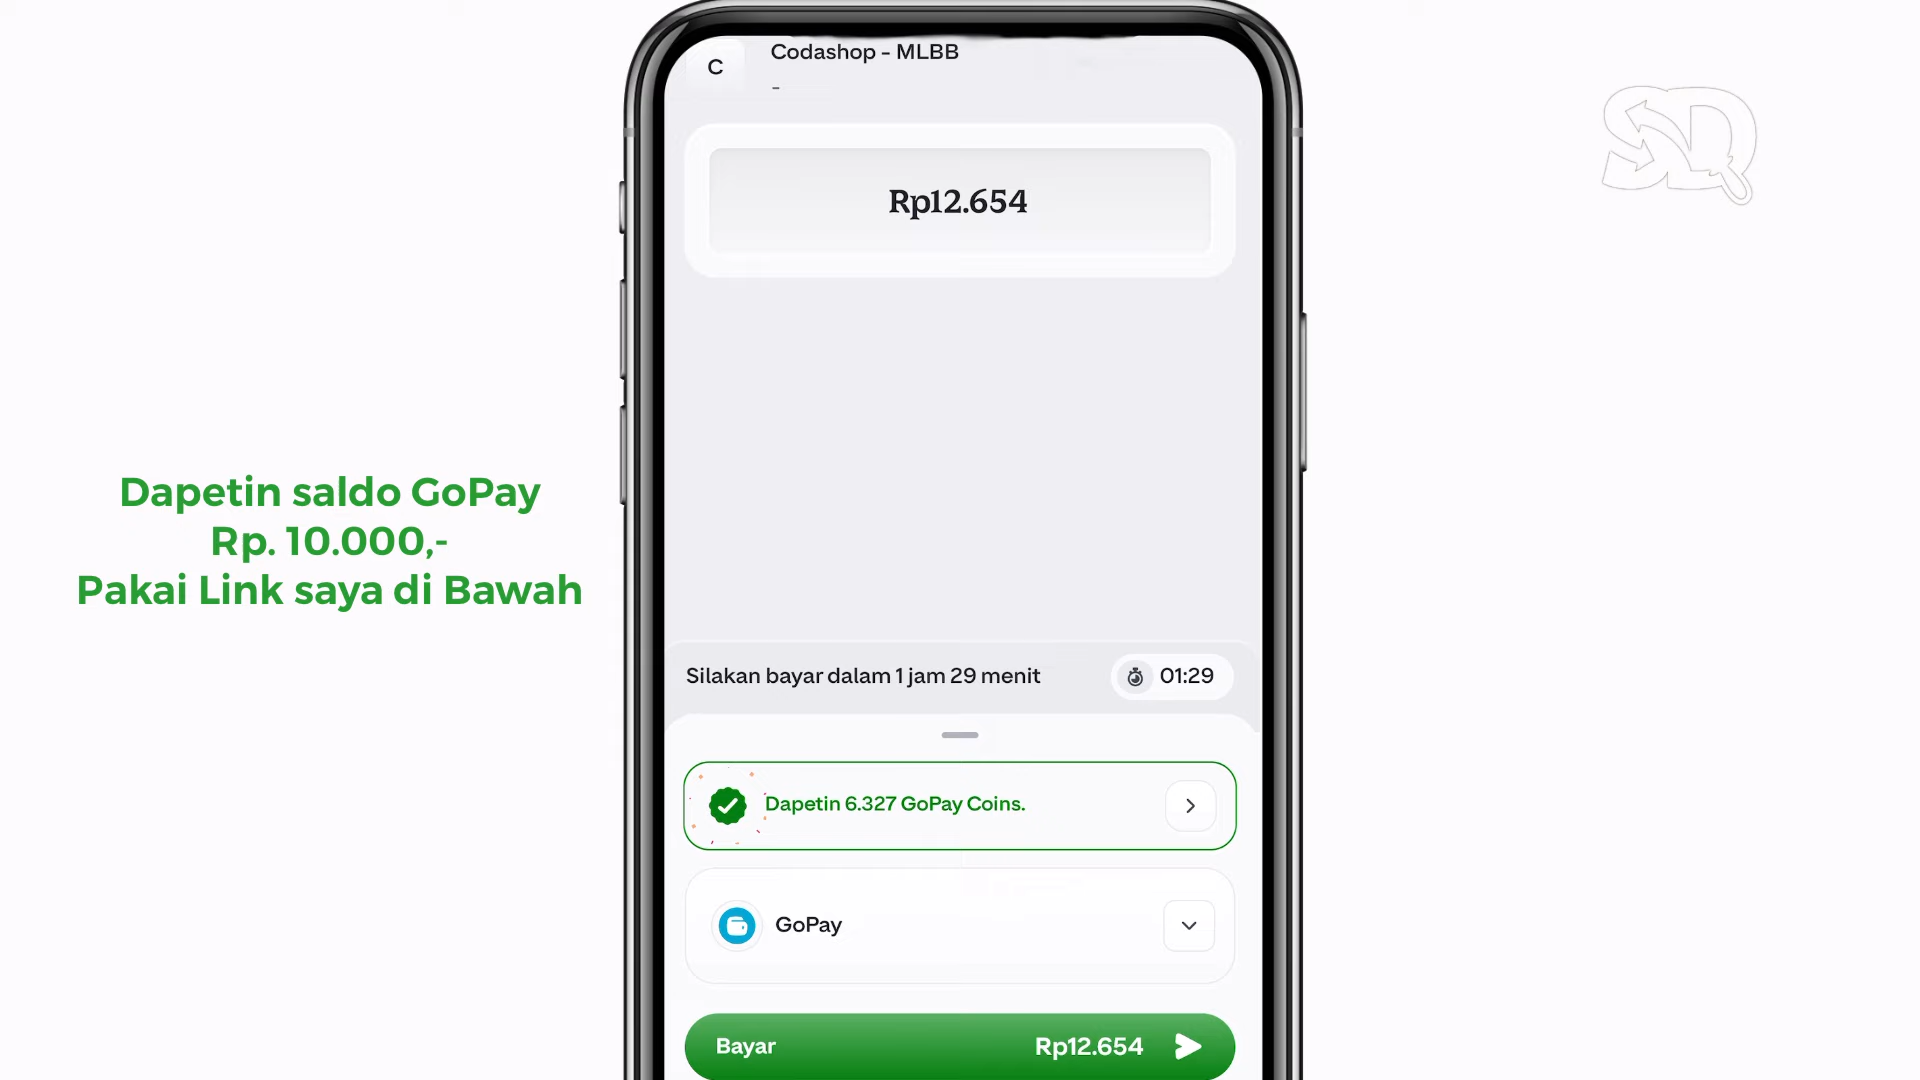 C
Codashop - MLBB
-
Rp12.654
SQ
Dapetin saldo GoPay
Rp. 10.000,-
Pakai Link saya di Bawah
Silakan bayar dalam 1 jam 29 menit
01:29
Dapetin 6.327 GoPay Coins.
GoPay
Bayar
Rp12.654